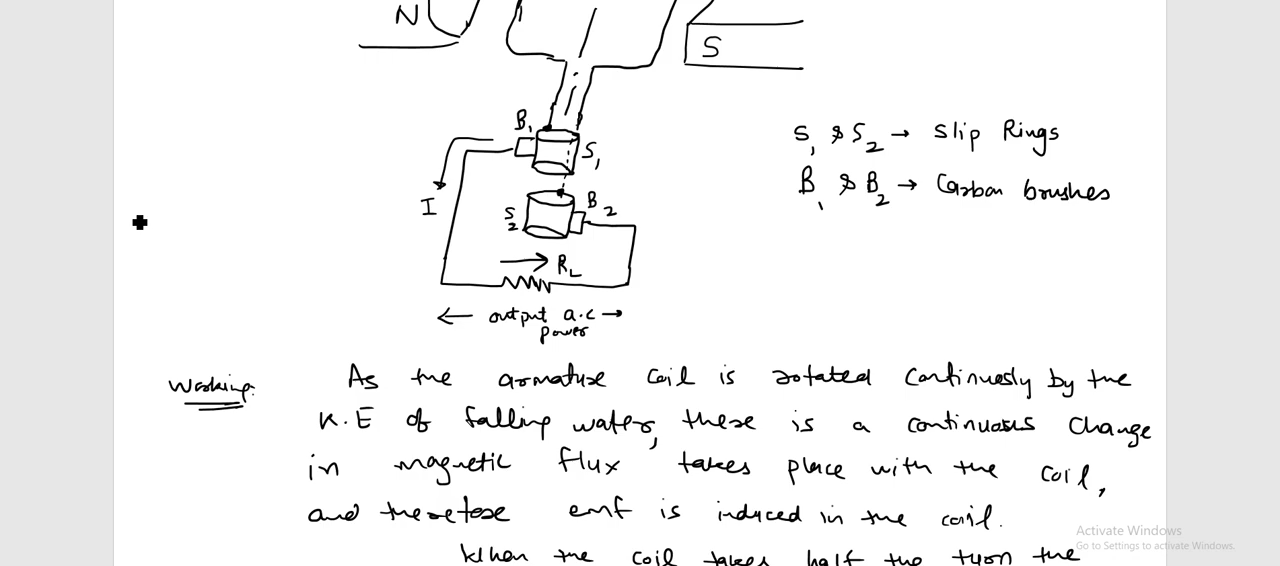 N
S
B1
S1
S1 & S2 → Slip Rings
B1 & B2 → Carbon brushes
I
S2
B2
RL
← output a.c →
power
Working:
As the armature coil is rotated continuously by the
K.E of falling water, there is a continuous change
in magnetic flux takes place with the coil,
and therefore emf is induced in the coil.
When the coil takes half the turn the
Activate Windows
Go to Settings to activate Windows.